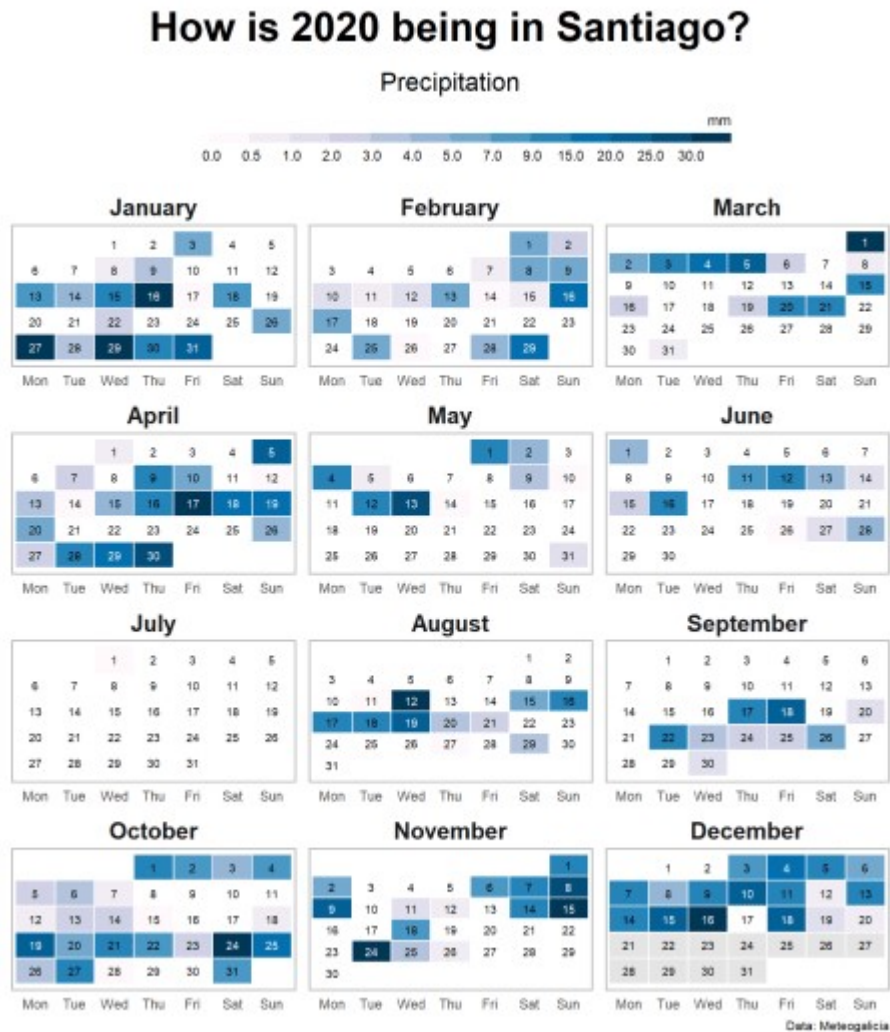 How is 2020 being in Santiago?
Precipitation
mm
0.0 0.5 1.0 2.0 3.0 4.0 5.0 7.0 9.0 15.0 20.0 25.0 30.0
January February March
1 2 3 4 5 1 2 1
6 7 8 9 10 11 12 3 4 5 6 7 8 9 2 3 4 5 6 7 8
13 14 15 16 17 18 19 10 11 12 13 14 15 16 9 10 11 12 13 14 15
20 21 22 23 24 25 26 17 18 19 20 21 22 23 16 17 18 19 20 21 22
27 28 29 30 31 24 25 26 27 28 29 23 24 25 26 27 28 29
30 31
Mon Tue Wed Thu Fri Sat Sun Mon Tue Wed Thu Fri Sat Sun Mon Tue Wed Thu Fri Sat Sun
April May June
1 2 3 4 5 1 2 3 1 2 3 4 5 6 7
6 7 8 9 10 11 12 4 5 6 7 8 9 10 8 9 10 11 12 13 14
13 14 15 16 17 18 19 11 12 13 14 15 16 17 15 16 17 18 19 20 21
20 21 22 23 24 25 26 18 19 20 21 22 23 24 22 23 24 25 26 27 28
27 28 29 30 25 26 27 28 29 30 31 29 30
Mon Tue Wed Thu Fri Sat Sun Mon Tue Wed Thu Fri Sat Sun Mon Tue Wed Thu Fri Sat Sun
July August September
1 2 3 4 5 1 2 1 2 3 4 5 6
6 7 8 9 10 11 12 3 4 5 6 7 8 9 7 8 9 10 11 12 13
13 14 15 16 17 18 19 10 11 12 13 14 15 16 14 15 16 17 18 19 20
20 21 22 23 24 25 26 17 18 19 20 21 22 23 21 22 23 24 25 26 27
27 28 29 30 31 24 25 26 27 28 29 30 28 29 30
31
Mon Tue Wed Thu Fri Sat Sun Mon Tue Wed Thu Fri Sat Sun Mon Tue Wed Thu Fri Sat Sun
October November December
1 2 3 4 1 1 2 3 4 5 6
5 6 7 8 9 10 11 2 3 4 5 6 7 8 7 8 9 10 11 12 13
12 13 14 15 16 17 18 9 10 11 12 13 14 15 14 15 16 17 18 19 20
19 20 21 22 23 24 25 16 17 18 19 20 21 22 21 22 23 24 25 26 27
26 27 28 29 30 31 23 24 25 26 27 28 29 28 29 30 31
30
Mon Tue Wed Thu Fri Sat Sun Mon Tue Wed Thu Fri Sat Sun Mon Tue Wed Thu Fri Sat Sun
Data: Meteogalicia